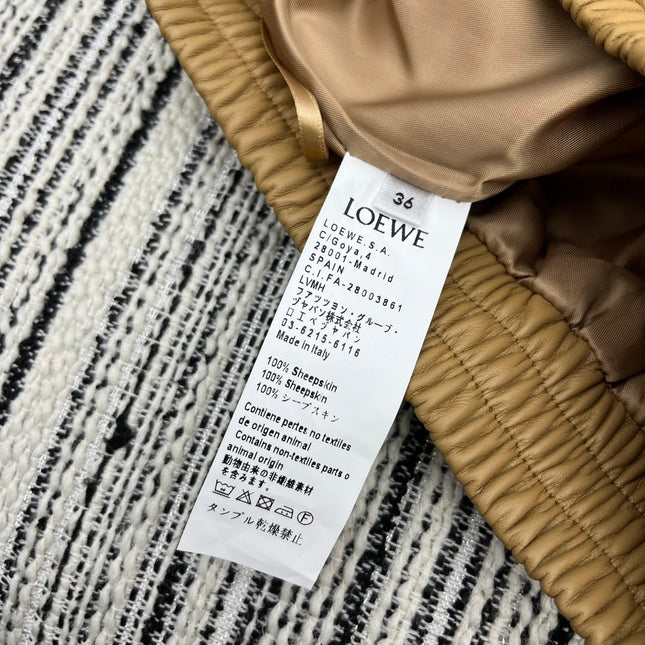 36
LOEWE
LOEWE.S.A.
C/Goya,4
28001-Madrid
SPAIN
C.I.FA-28003861
LVMH
ファッション・グループ・
ジャパン株式会社
ロエベジャパン
03-6215-6116
Made in Italy
100% Sheepskin
100% Sheepskin
100% シープスキン
Contiene pertes no textiles
de origen animal
Contains non-textiles parts o
animal origin
動物由来の非繊維素材
を含みます。
F
タンブル乾燥禁止